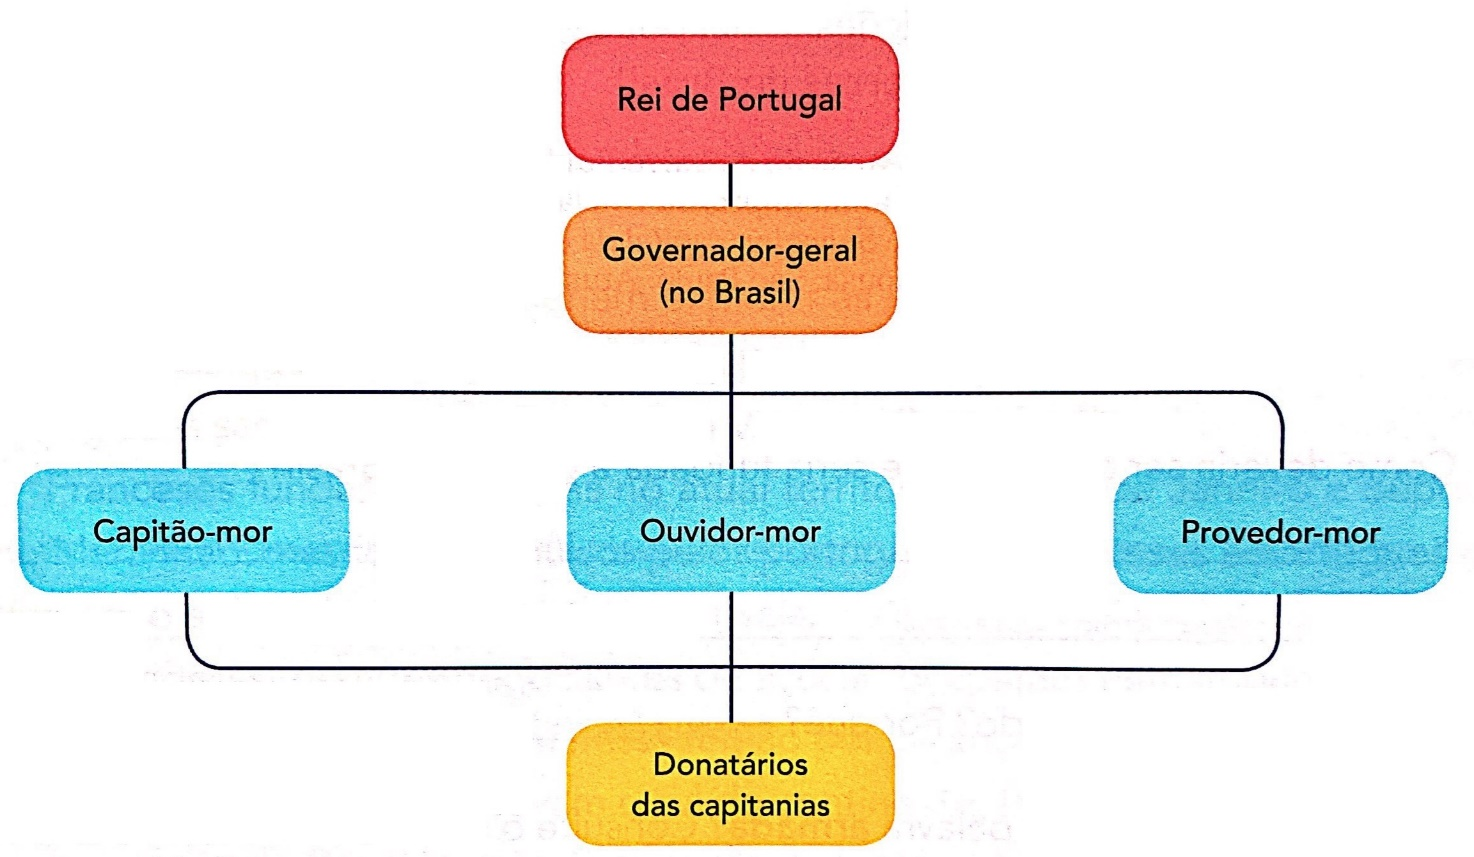 Rei de Portugal
Governador-geral
(no Brasil)
Capitão-mor
Ouvidor-mor
Provedor-mor
Donatários
das capitanias